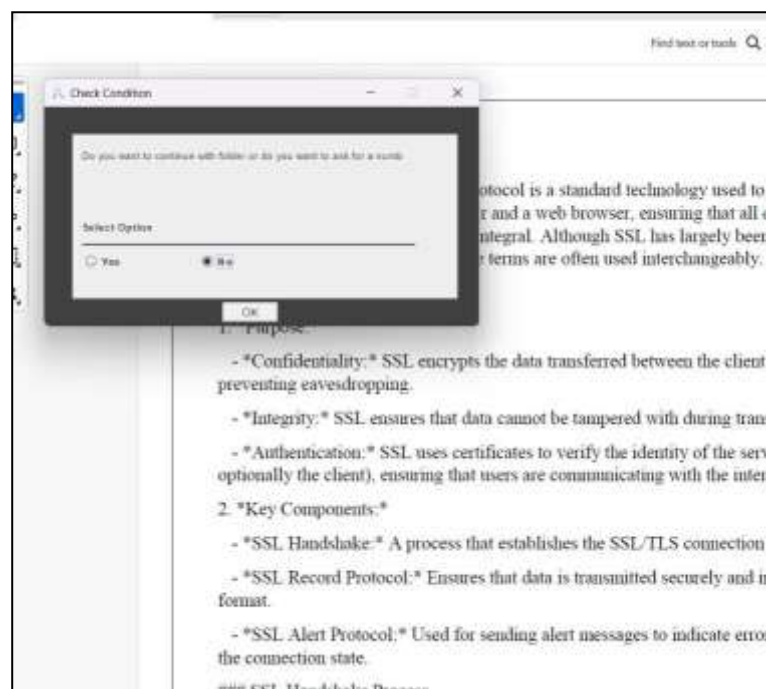 Find text or tools
Check Condition
Do you want to continue with folder or do you want to ask for a numb
Select Option
Yes
No
OK
otocol is a standard technology used to
r and a web browser, ensuring that all
ntegral. Although SSL has largely been
terms are often used interchangeably.
1. *Purpose:*
- *Confidentiality:* SSL encrypts the data transferred between the client
preventing eavesdropping.
- *Integrity:* SSL ensures that data cannot be tampered with during tran
- *Authentication:* SSL uses certificates to verify the identity of the serv
optionally the client), ensuring that users are communicating with the inte
2. *Key Components:*
- *SSL Handshake:* A process that establishes the SSL/TLS connection
- *SSL Record Protocol:* Ensures that data is transmitted securely and i
format.
- *SSL Alert Protocol:* Used for sending alert messages to indicate erro
the connection state.
### SSL Handshake Process